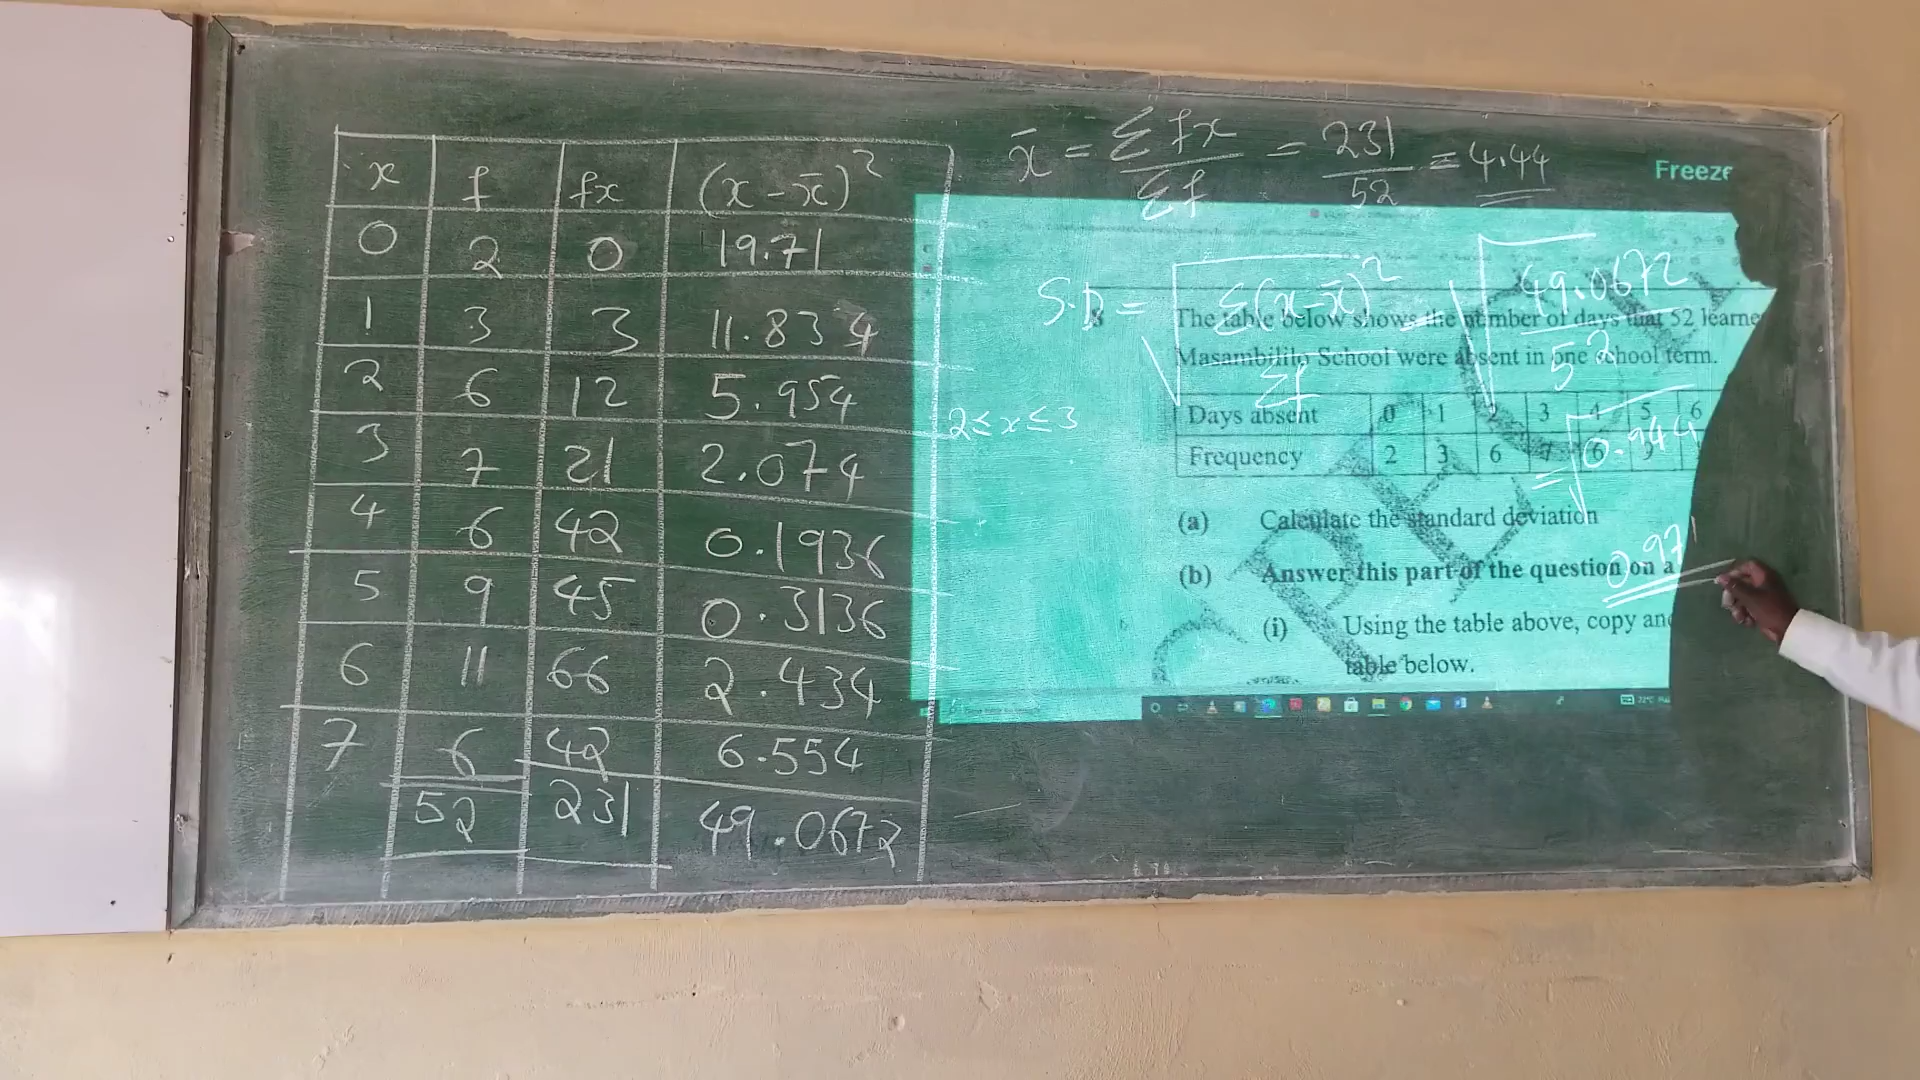 x f fx (x - x̄)²
0 2 0 19.71
1 3 3 11.834
2 6 12 5.954
3 7 21 2.074
4 6 42 0.1936
5 9 45 0.3136
6 11 66 2.434
7 6 42 6.554
52 231 49.0672
x̄ = Σfx/Σf = 231/52 = 4.44
Freeze
S.D = √(Σ(x-x̄)²/Σf) √(49.0672/52)
= √0.944
0.971
2≤x≤3
The table below shows the number of days that 52 learne
Masambililo School were absent in one school term.
Days absent 0 1 2 3 4 5 6
Frequency 2 3 6 7 6 9
(a) Calculate the standard deviation
(b) Answer this part of the question on a
(i) Using the table above, copy and
table below.